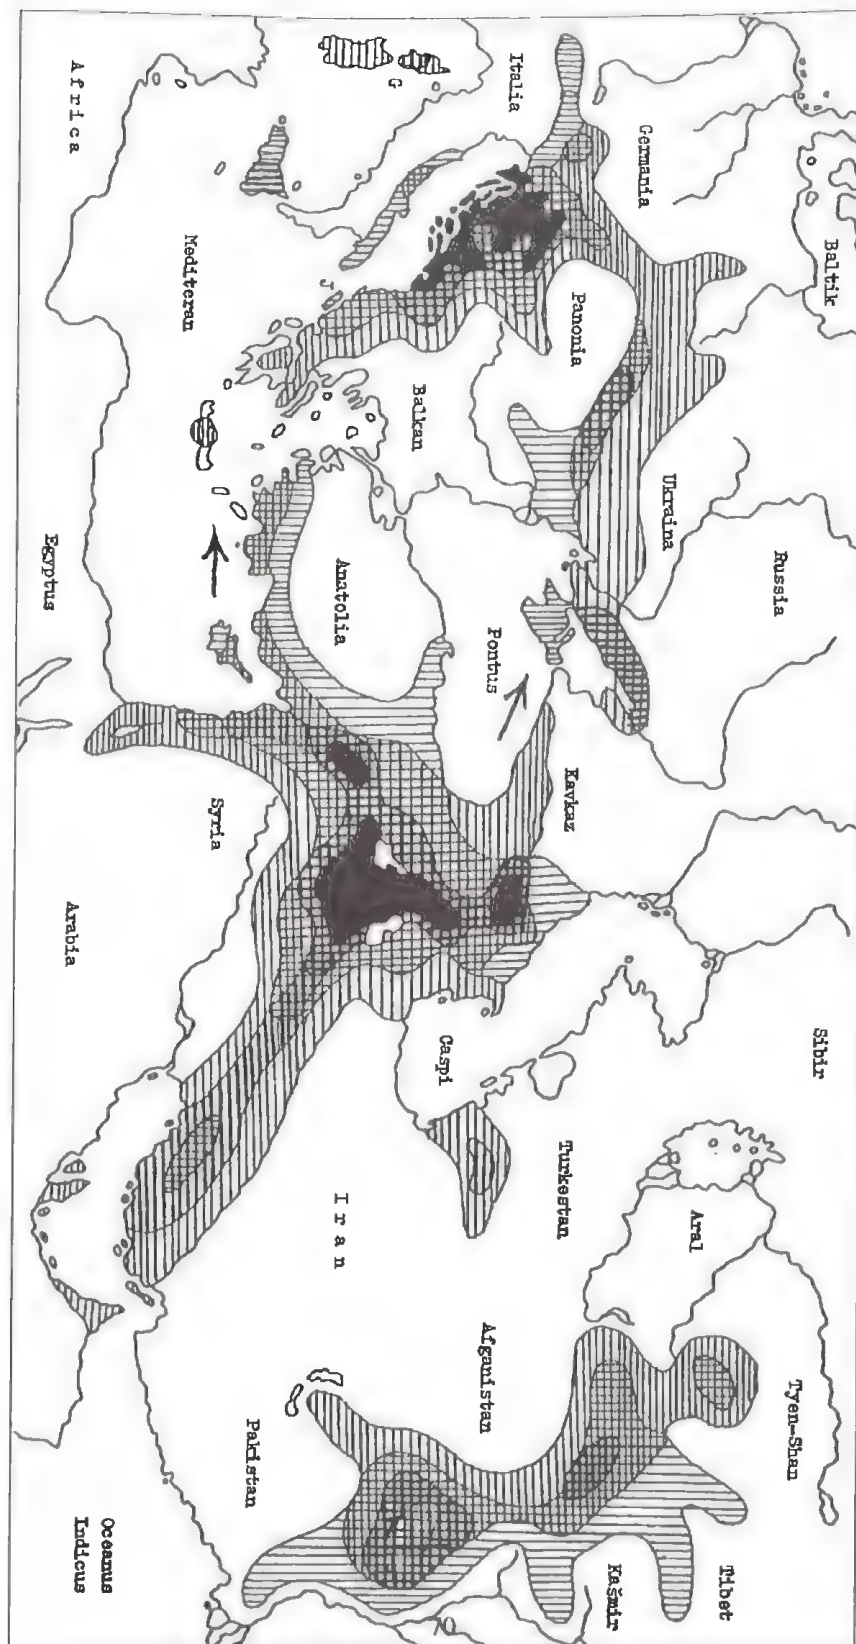 Baltik
Sibir
Tyen-Shan
Russia
Tibet
Aral
Ukraina
Germania
Kašmir
Panonia
Kavkaz
Turkestan
Italia
Pontus
Afganistan
Caspi
70
Balkan
G
Anatolia
Iran
J
Pakistan
Syria
Mediteran
Oceanus
Indicus
Africa
Arabia
Egyptus